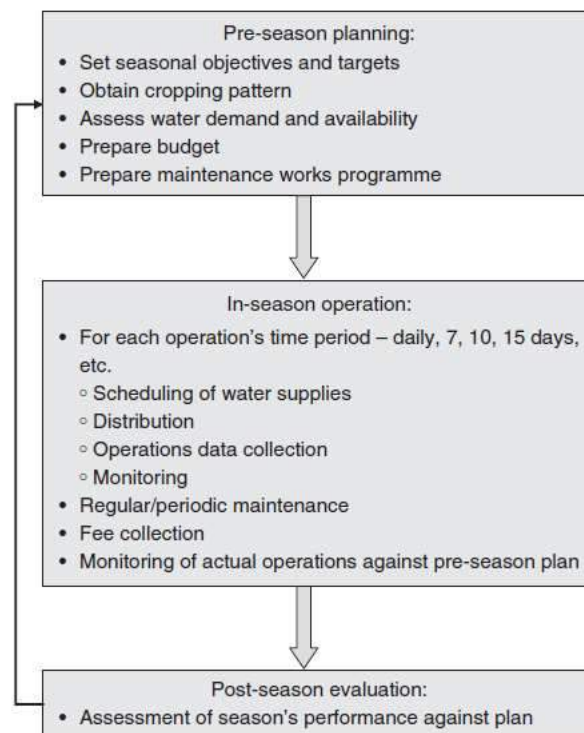 Pre-season planning:
• Set seasonal objectives and targets
• Obtain cropping pattern
• Assess water demand and availability
• Prepare budget
• Prepare maintenance works programme
In-season operation:
• For each operation's time period – daily, 7, 10, 15 days,
etc.
○ Scheduling of water supplies
○ Distribution
○ Operations data collection
○ Monitoring
• Regular/periodic maintenance
• Fee collection
• Monitoring of actual operations against pre-season plan
Post-season evaluation:
• Assessment of season's performance against plan